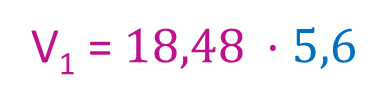 V₁ = 18,48 · 5,6